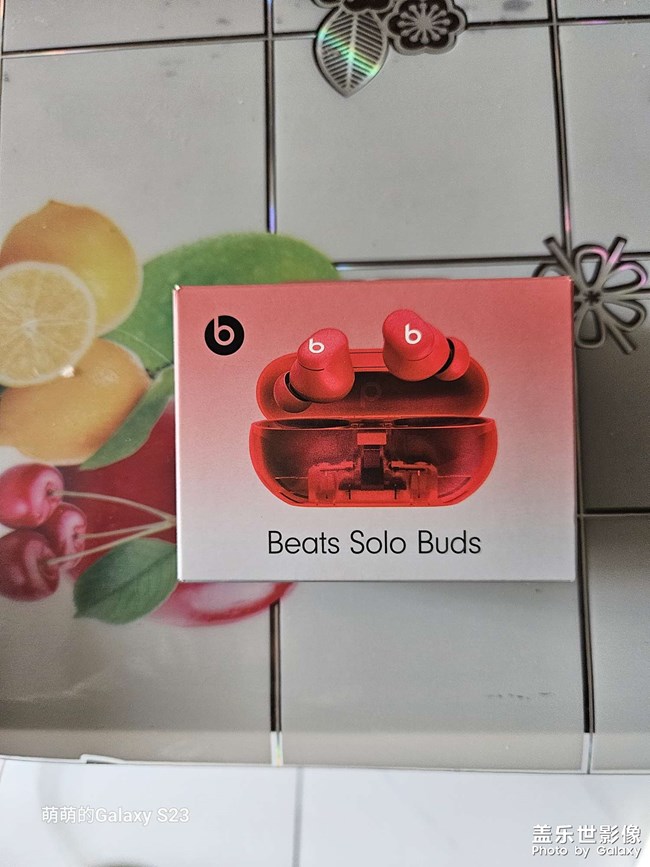 Beats Solo Buds
萌萌的Galaxy S23
盖乐世影像
Photo by Galaxy